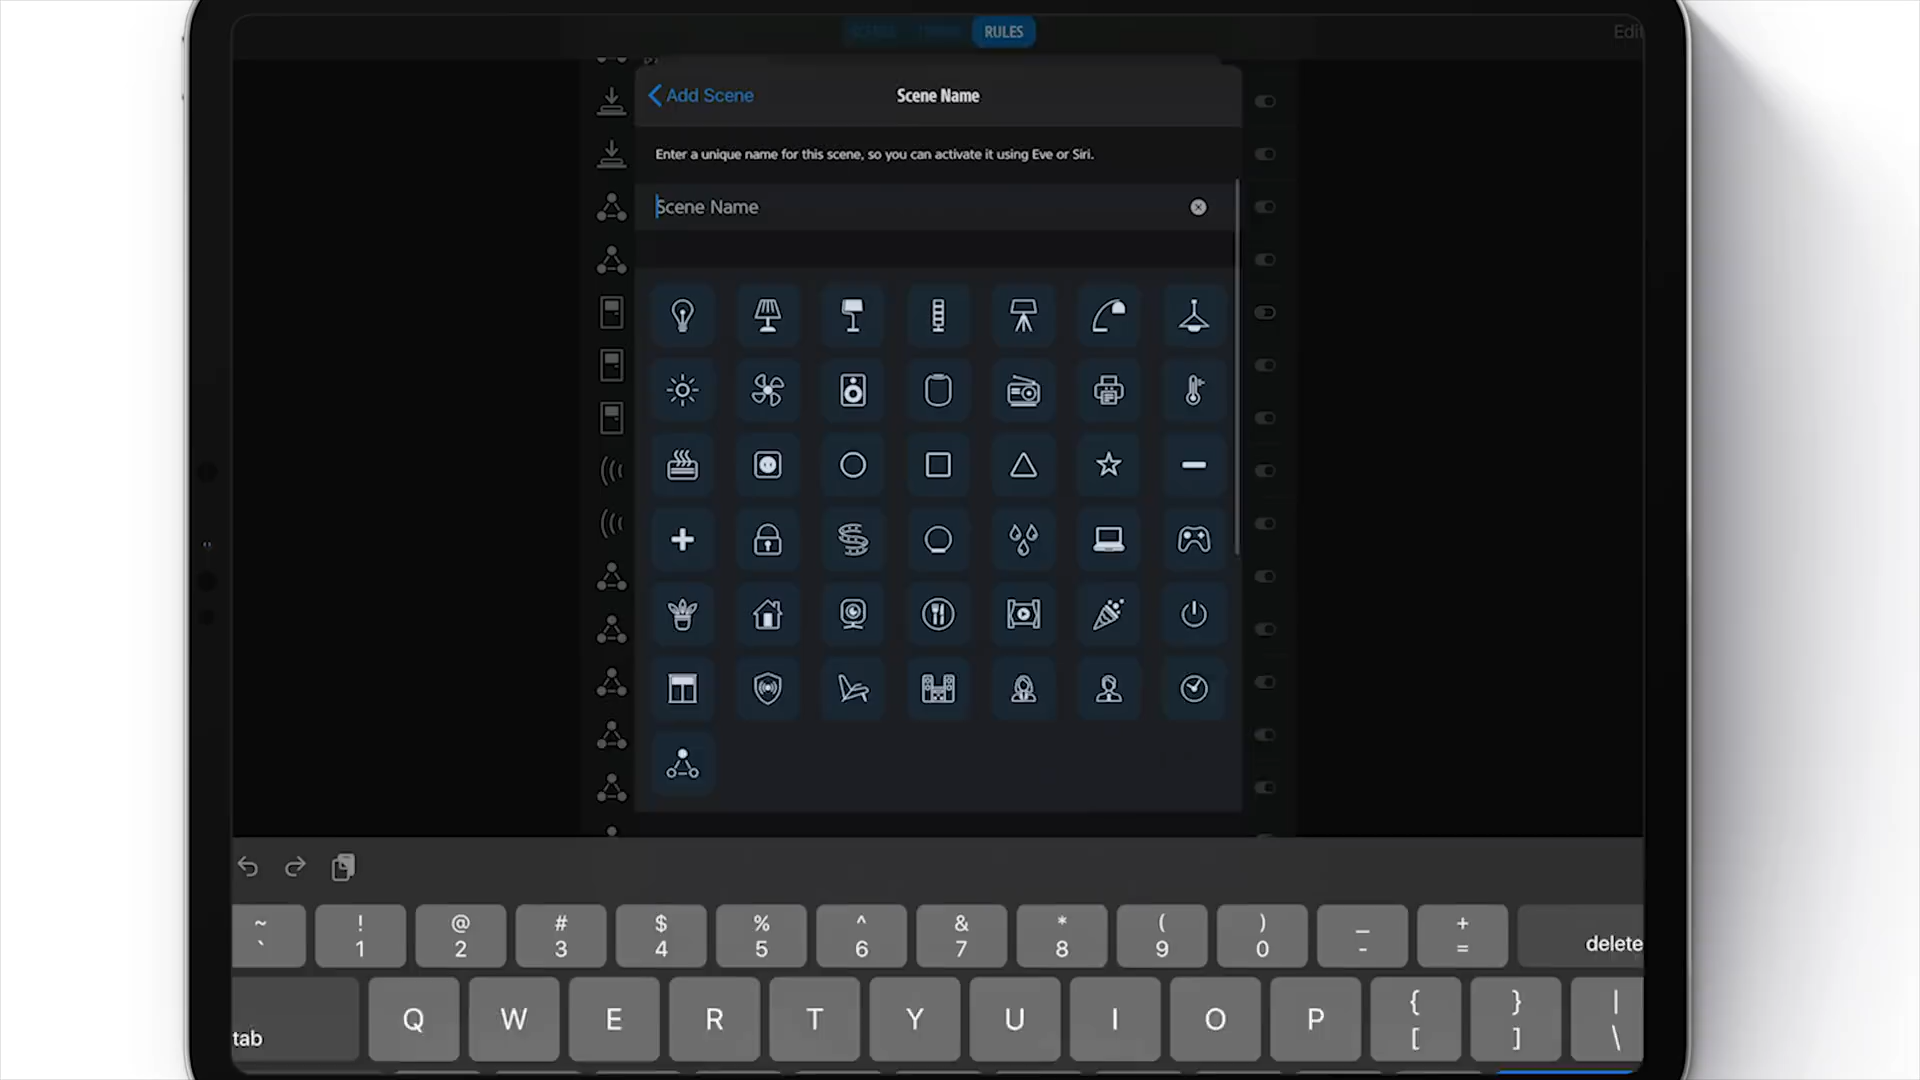 RULES
Edit
Add Scene
Scene Name
Enter a unique name for this scene, so you can activate it using Eve or Siri.
Scene Name
~ ! @ # $ % ^ & * ( ) _ +
` 1 2 3 4 5 6 7 8 9 0 - = delete
{ } |
tab Q W E R T Y U I O P [ ] \